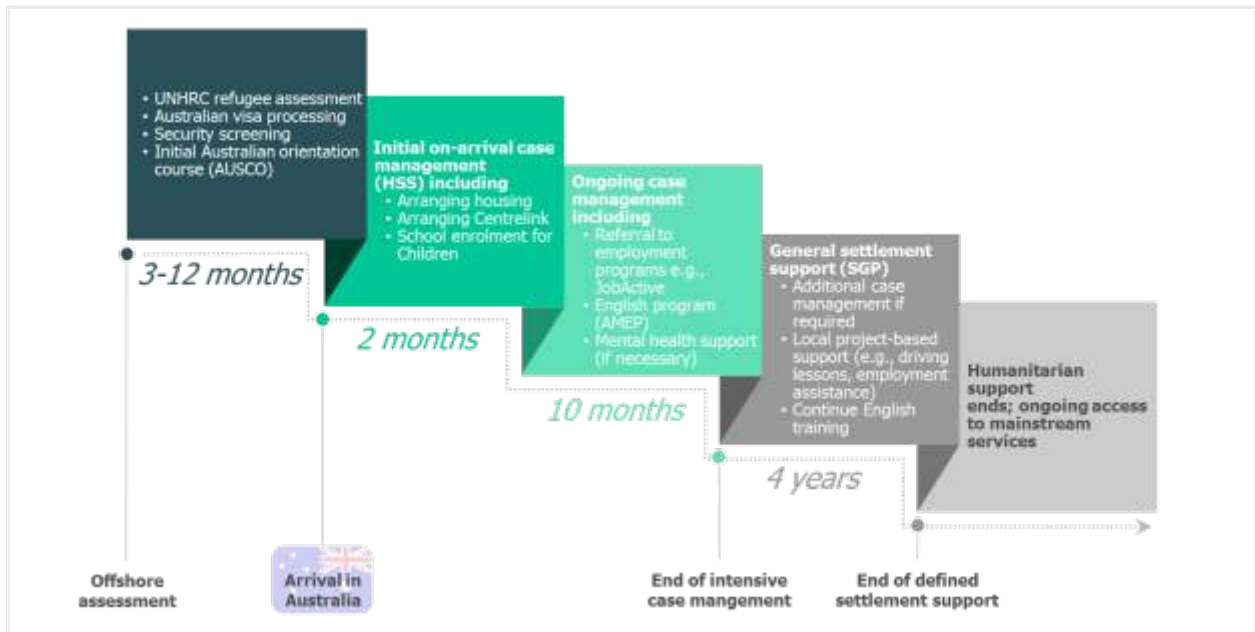 • UNHRC refugee assessment
• Australian visa processing
• Security screening
• Initial Australian orientation
course (AUSCO)
Initial on-arrival case
management
(HSS) including
• Arranging housing
• Arranging Centrelink
• School enrolment for
Children
Ongoing case
management
including
• Referral to
employment
programs e.g.,
JobActive
• English program
(AMEP)
• Mental health support
(if necessary)
General settlement
support (SGP)
• Additional case
management if
required
• Local project-based
support (e.g., driving
lessons, employment
assistance)
• Continue English
training
Humanitarian
support
ends; ongoing access
to mainstream
services
3-12 months
2 months
10 months
4 years
Offshore
assessment
Arrival in
Australia
End of intensive
case mangement
End of defined
settlement support